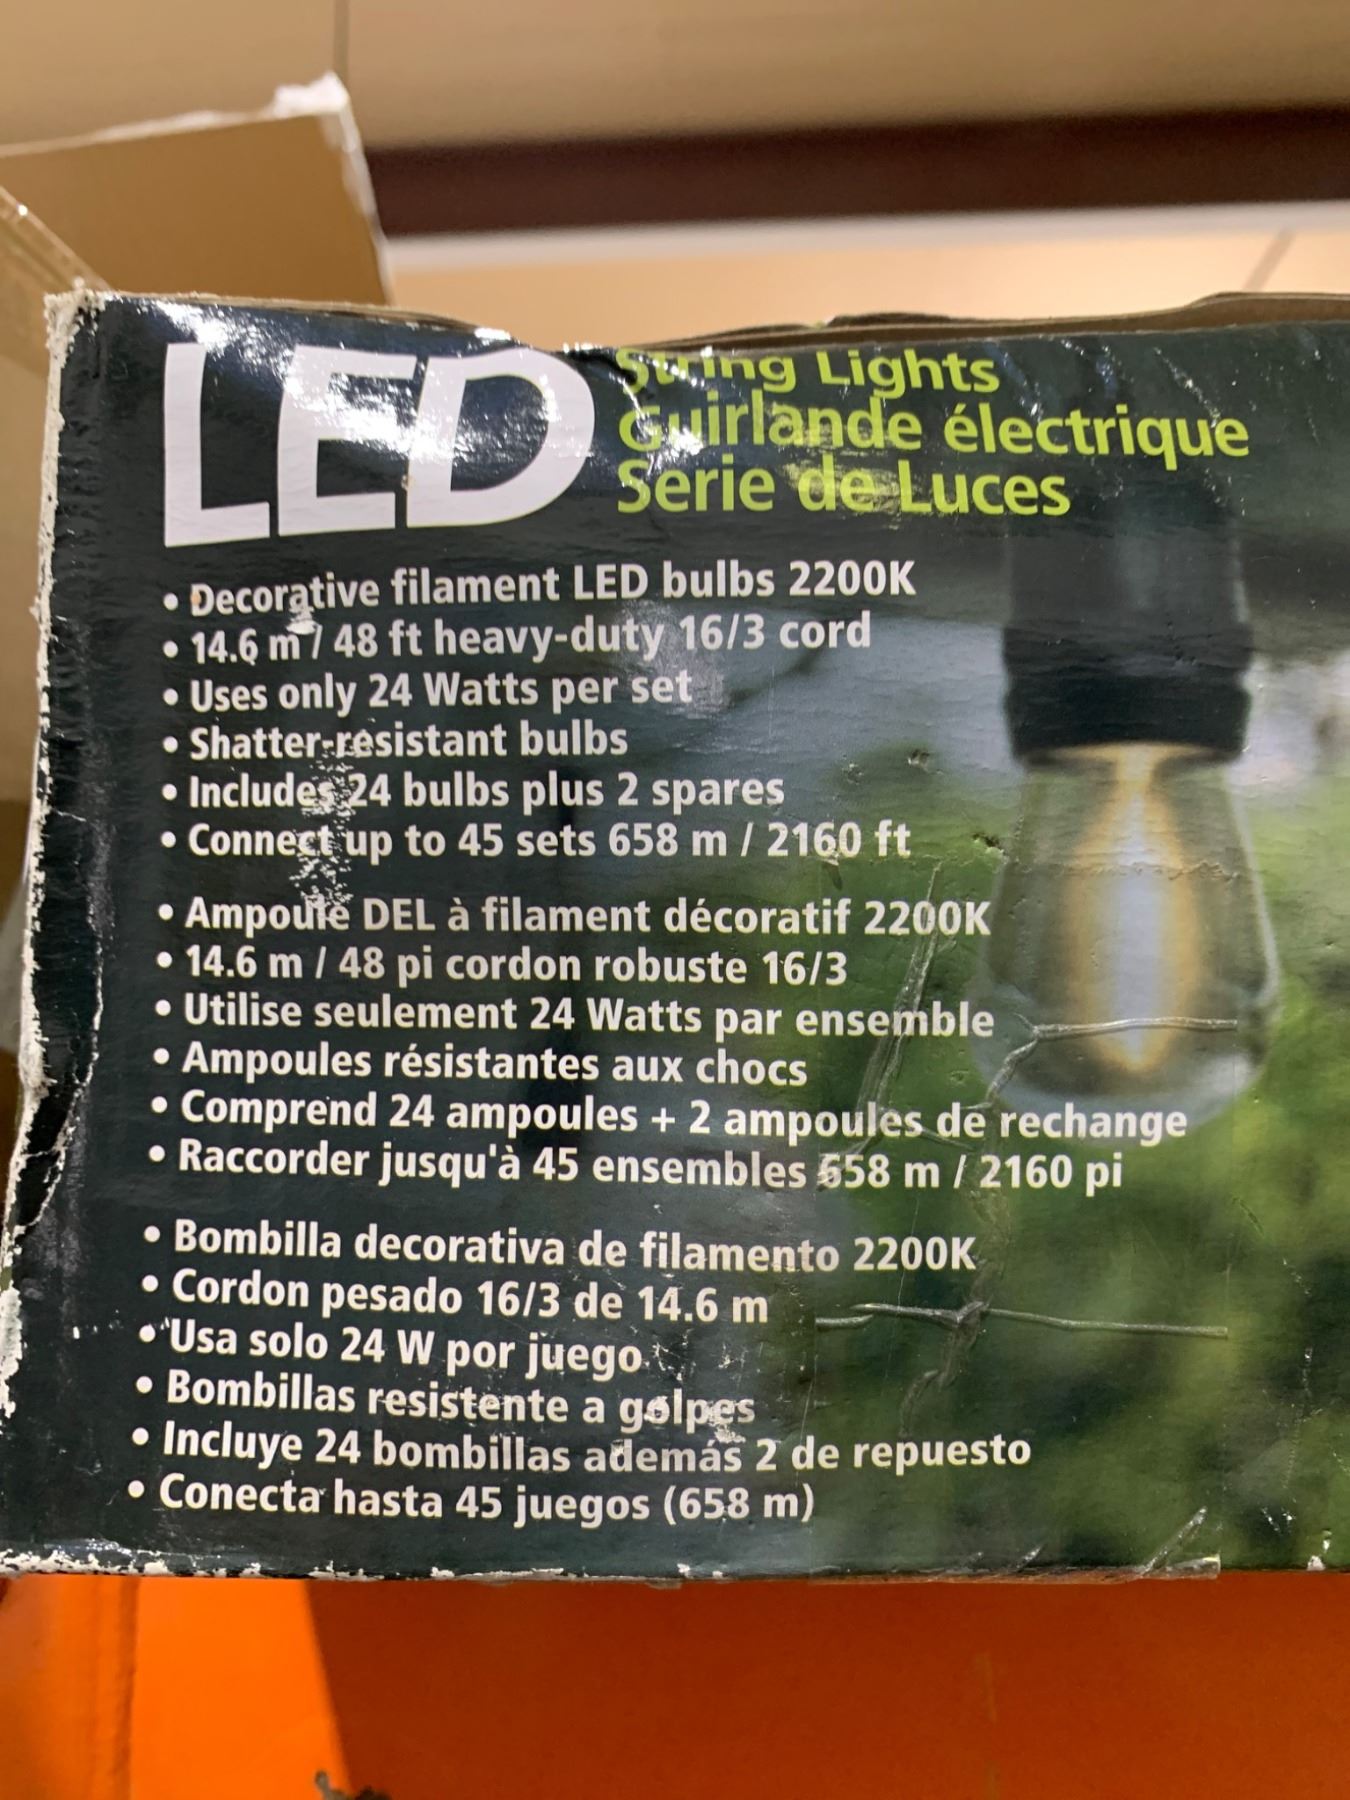 LED
String Lights
Guirlande électrique
Serie de Luces
• Decorative filament LED bulbs 2200K
• 14.6 m / 48 ft heavy-duty 16/3 cord
• Uses only 24 Watts per set
• Shatter-resistant bulbs
• Includes 24 bulbs plus 2 spares
• Connect up to 45 sets 658 m / 2160 ft
• Ampoule DEL à filament décoratif 2200K
• 14.6 m / 48 pi cordon robuste 16/3
• Utilise seulement 24 Watts par ensemble
• Ampoules résistantes aux chocs
• Comprend 24 ampoules + 2 ampoules de rechange
• Raccorder jusqu'à 45 ensembles 658 m / 2160 pi
• Bombilla decorativa de filamento 2200K
• Cordon pesado 16/3 de 14.6 m
• Usa solo 24 W por juego
• Bombillas resistente a golpes
• Incluye 24 bombillas además 2 de repuesto
• Conecta hasta 45 juegos (658 m)